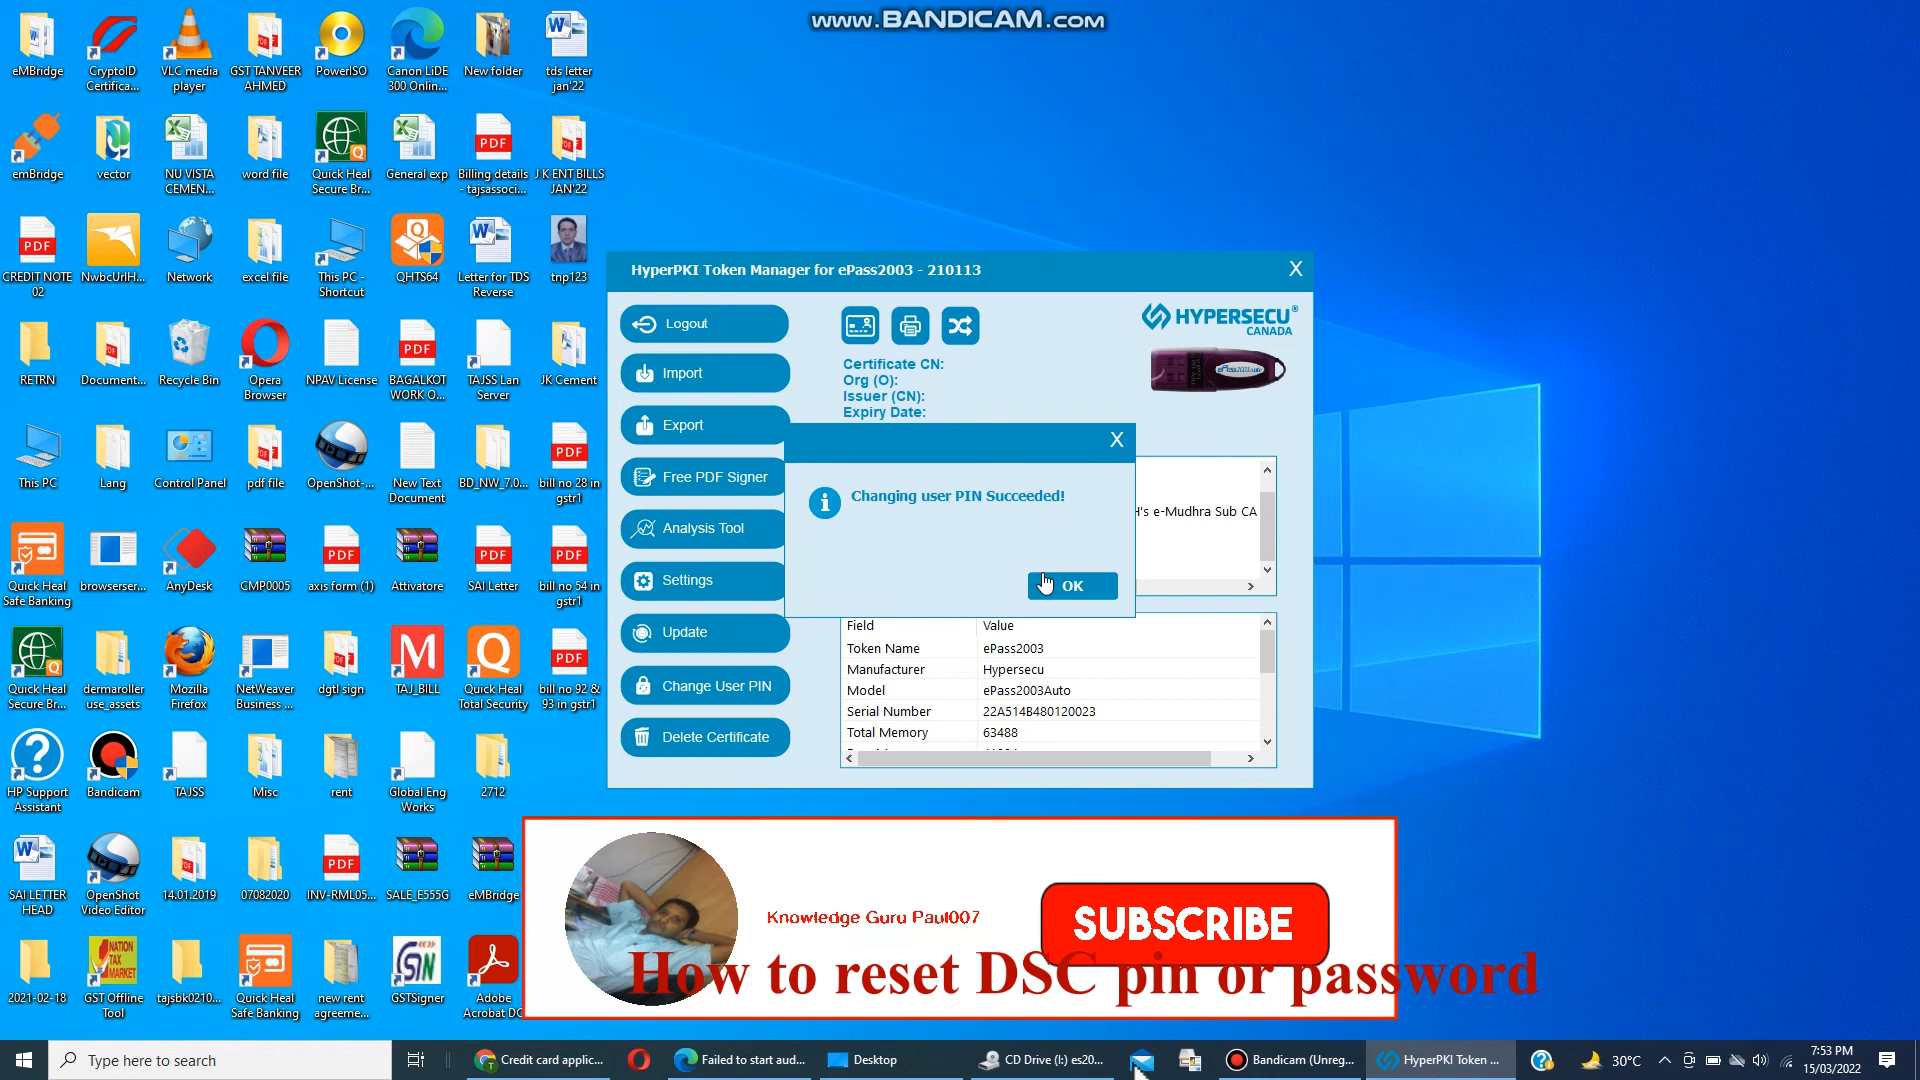 www.BANDICAM.com
eMBridge
CryptoID
Certifica...
VLC media
player
GST TANVEER
AHMED
PowerISO
Canon LiDE
300 Onlin...
New folder
tds letter
jan'22
emBridge
vector
NU VISTA
CEMEN...
word file
Quick Heal
Secure Br...
General exp
Billing details
- tajsassoci...
J K ENT BILLS
JAN'22
CREDIT NOTE
02
NwbcUrlH...
Network
excel file
This PC -
Shortcut
QHTS64
Letter for TDS
Reverse
tnp123
RETRN
Document...
Recycle Bin
Opera
Browser
NPAV License
BAGALKOT
WORK O...
TAJSS Lan
Server
JK Cement
This PC
Lang
Control Panel
pdf file
OpenShot-...
New Text
Document
BD_NW_7.0...
bill no 28 in
gstr1
Quick Heal
Safe Banking
browserser...
AnyDesk
CMP0005
axis form (1)
Attivatore
SAI Letter
bill no 54 in
gstr1
Quick Heal
Secure Br...
dermaroller
use_assets
Mozilla
Firefox
NetWeaver
Business ...
dgtl sign
TAJ_BILL
Quick Heal
Total Security
bill no 92 &
93 in gstr1
HP Support
Assistant
Bandicam
TAJSS
Misc
rent
Global Eng
Works
2712
SAI LETTER
HEAD
OpenShot
Video Editor
14.01.2019
07082020
INV-RML05...
SALE_E555G
eMBridge
2021-02-18
GST Offline
Tool
tajsbk0210...
Quick Heal
Safe Banking
new rent
agreeme...
GSTSigner
Adobe
Acrobat DC
HyperPKI Token Manager for ePass2003 - 210113
X
Logout
Import
Export
Free PDF Signer
Analysis Tool
Settings
Update
Change User PIN
Delete Certificate
HYPERSECU
CANADA
ePass2003Auto
Certificate CN:
Org (O):
Issuer (CN):
Expiry Date:
X
Changing user PIN Succeeded!
OK
's e-Mudhra Sub CA
Field Value
Token Name ePass2003
Manufacturer Hypersecu
Model ePass2003Auto
Serial Number 22A514B480120023
Total Memory 63488
Knowledge Guru Paul007
SUBSCRIBE
How to reset DSC pin or password
Type here to search
Credit card applic...
Failed to start aud...
Desktop
CD Drive (I:) es20...
Bandicam (Unreg...
HyperPKI Token ...
30°C
7:53 PM
15/03/2022